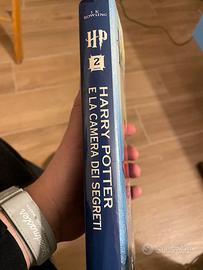 J.K.
ROWLING
HP
2
HARRY POTTER
E LA CAMERA DEI SEGRETI